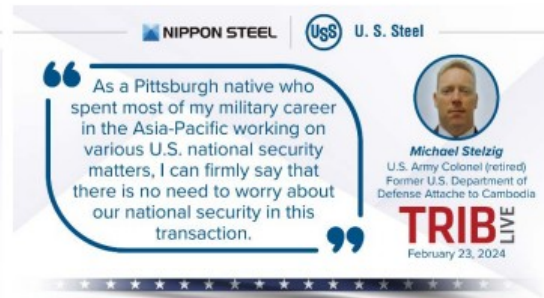 NIPPON STEEL
USS
U. S. Steel
“
As a Pittsburgh native who
spent most of my military career
in the Asia-Pacific working on
various U.S. national security
matters, I can firmly say that
there is no need to worry about
our national security in this
transaction.
”
Michael Stelzig
U.S. Army Colonel (retired)
Former U.S. Department of
Defense Attache to Cambodia
TRIB
LIVE
February 23, 2024